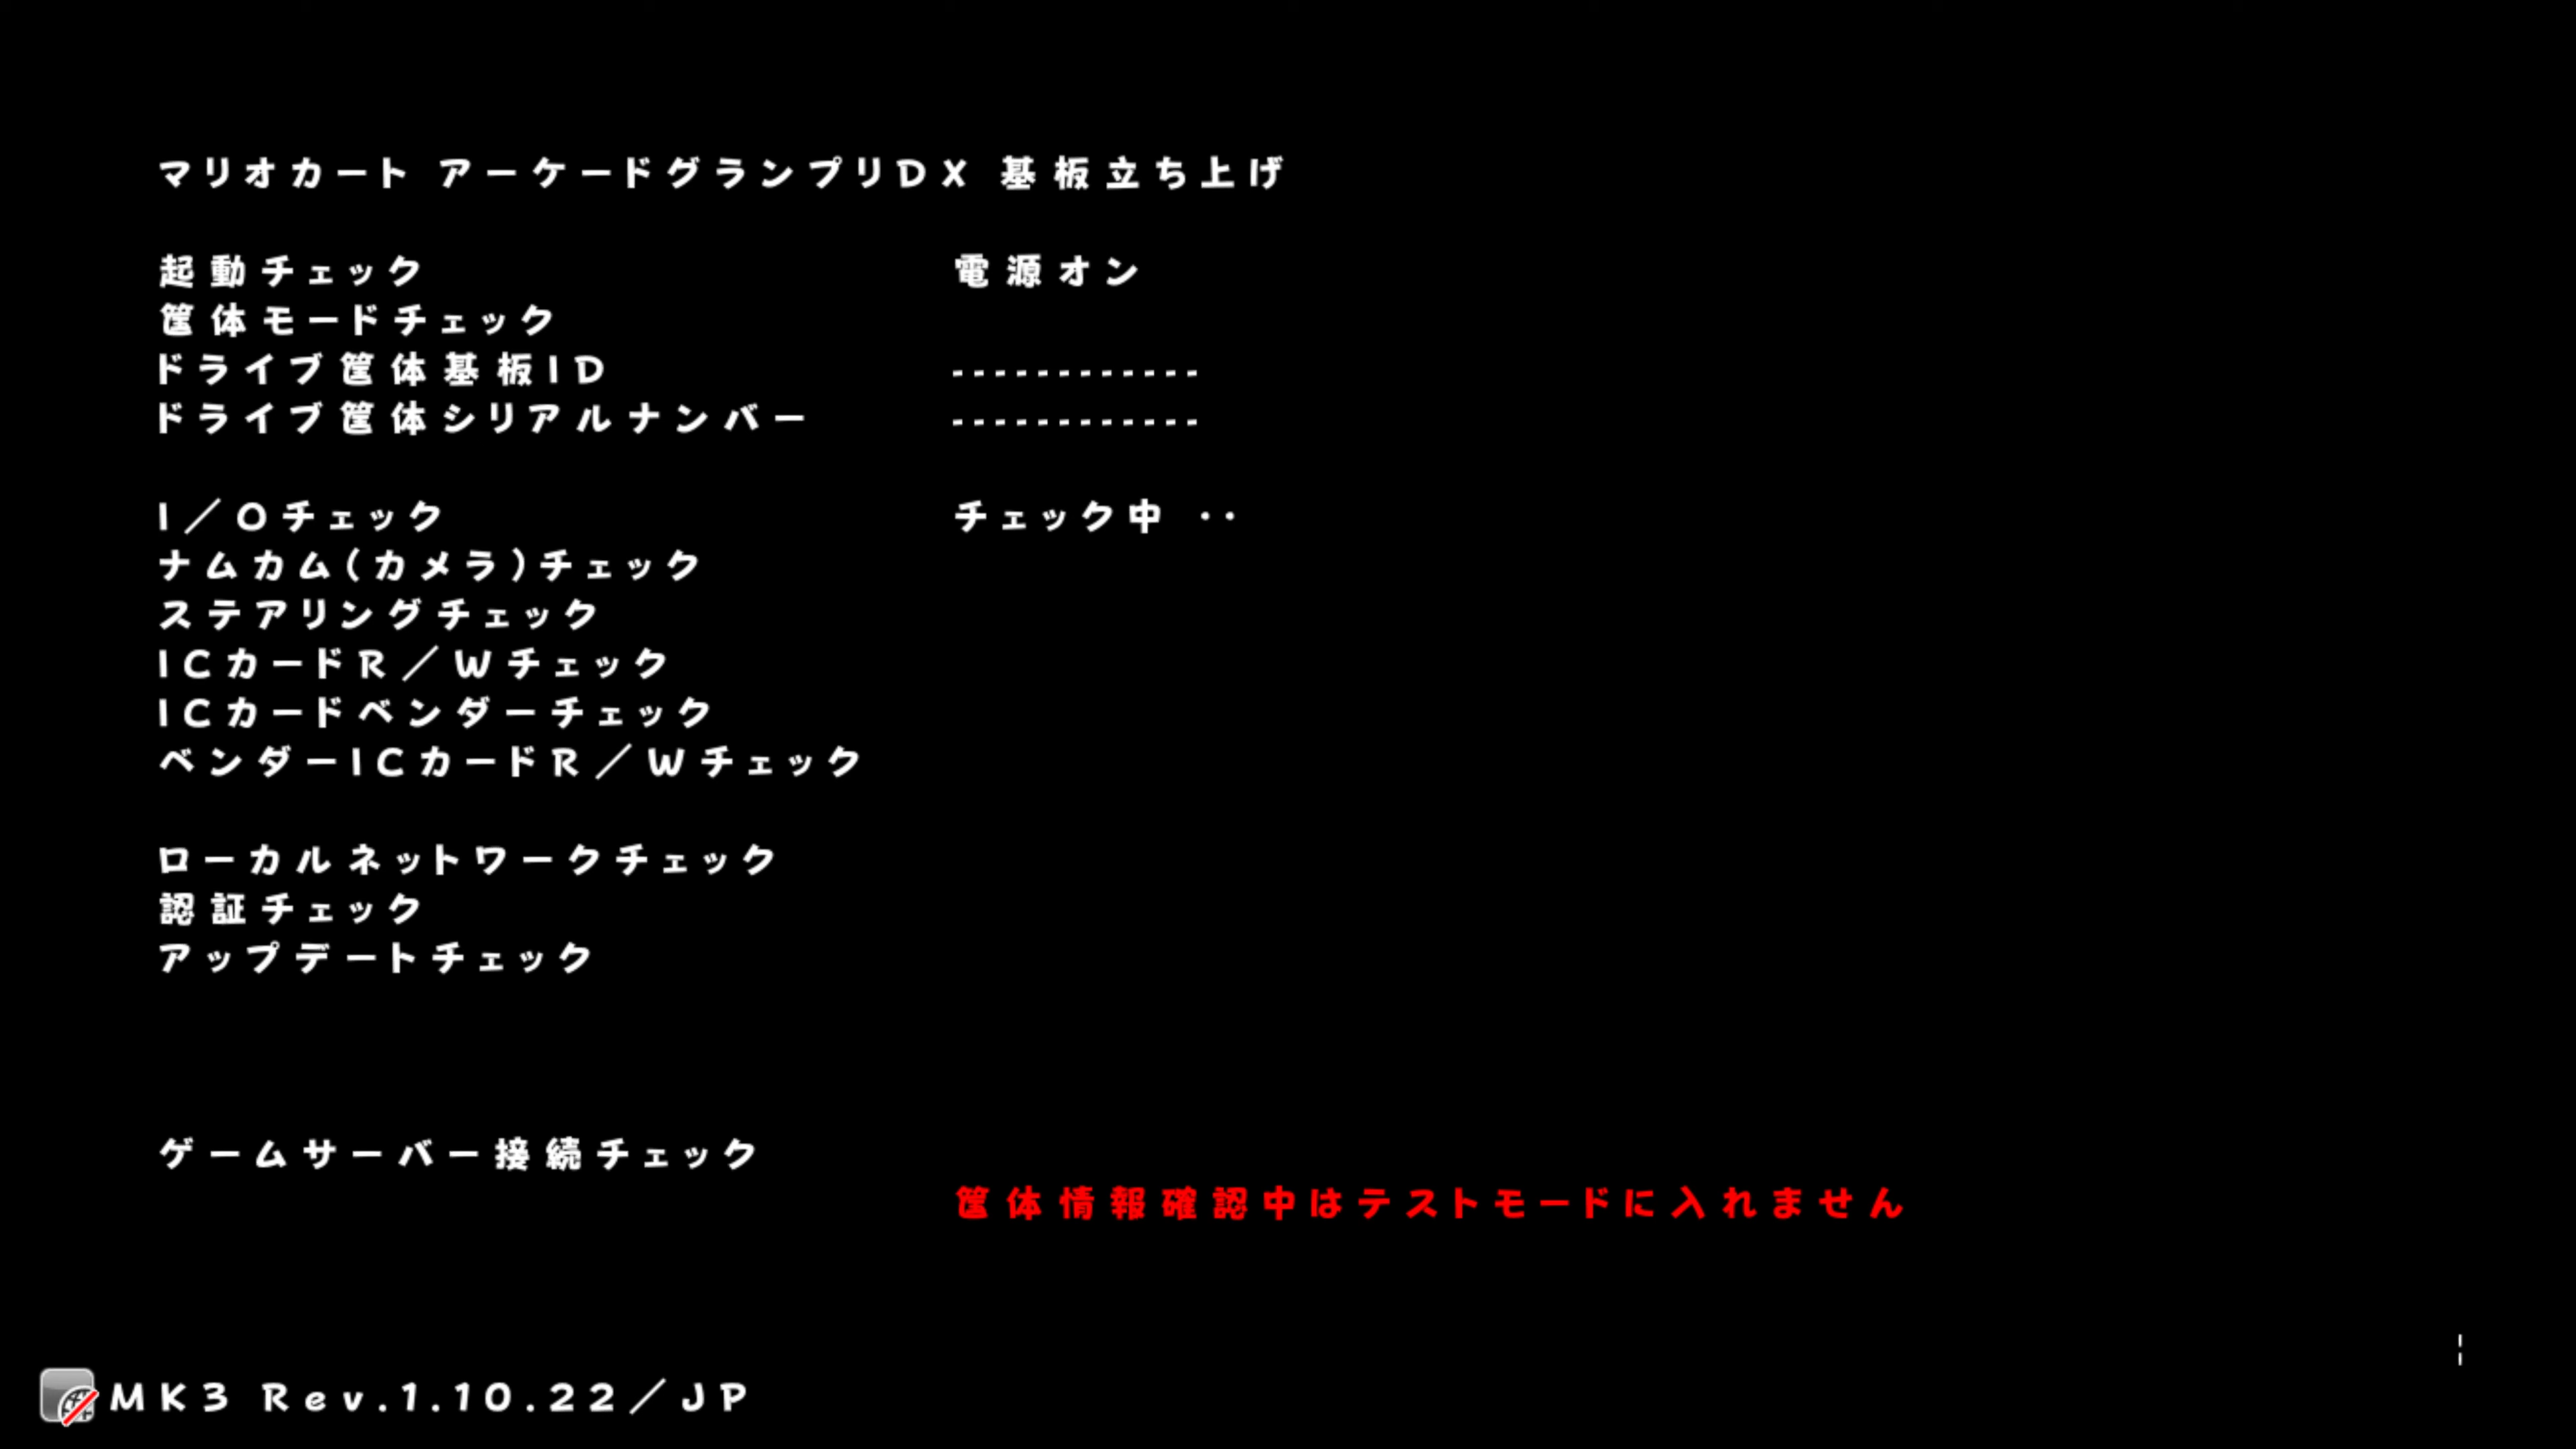 マリオカート アーケードグランプリDX 基板立ち上げ
起動チェック 電源オン
筐体モードチェック
ドライブ筐体基板ID ------------
ドライブ筐体シリアルナンバー ------------
I／Oチェック チェック中 ‥
ナムカム(カメラ)チェック
ステアリングチェック
ICカードR／Wチェック
ICカードベンダーチェック
ベンダーICカードR／Wチェック
ローカルネットワークチェック
認証チェック
アップデートチェック
ゲームサーバー接続チェック
筐体情報確認中はテストモードに入れません
MK3 Rev.1.10.22／JP